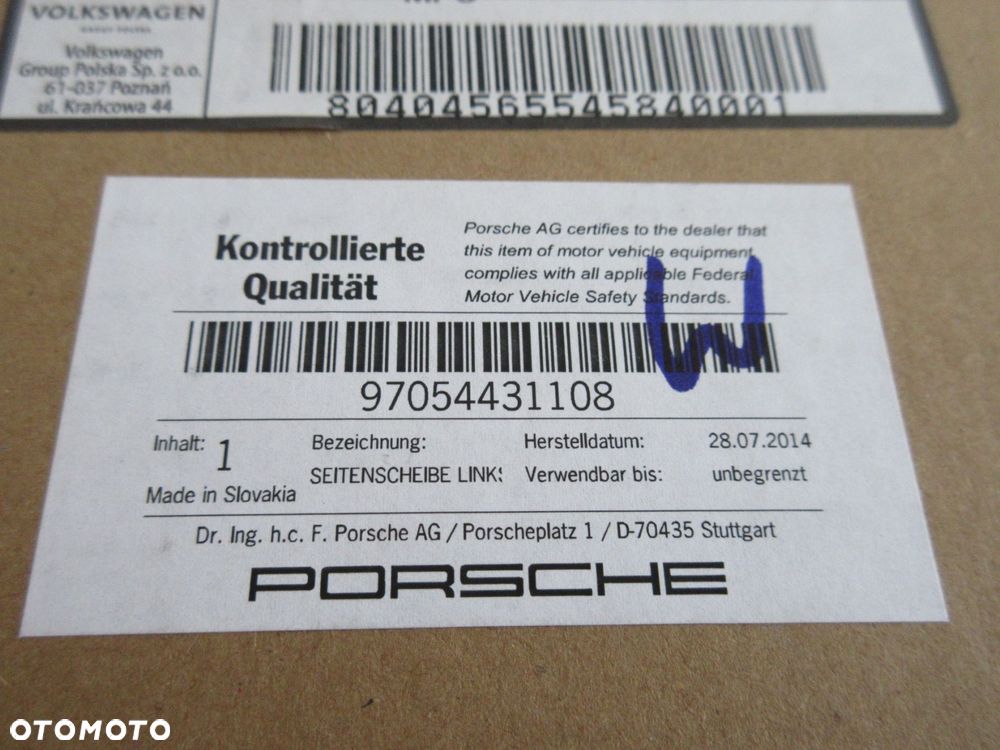 VOLKSWAGEN
Volkswagen
Group Polska Sp. z o.o.
61-037 Poznań
ul. Krańcowa 44
80404565545840001
Kontrollierte
Qualität
Porsche AG certifies to the dealer that
this item of motor vehicle equipment
complies with all applicable Federal
Motor Vehicle Safety Standards.
97054431108
Inhalt: 1
Bezeichnung:
SEITENSCHEIBE LINKS
Herstelldatum: 28.07.2014
Verwendbar bis: unbegrenzt
Made in Slovakia
Dr. Ing. h.c. F. Porsche AG / Porscheplatz 1 / D-70435 Stuttgart
PORSCHE
OTOMOTO